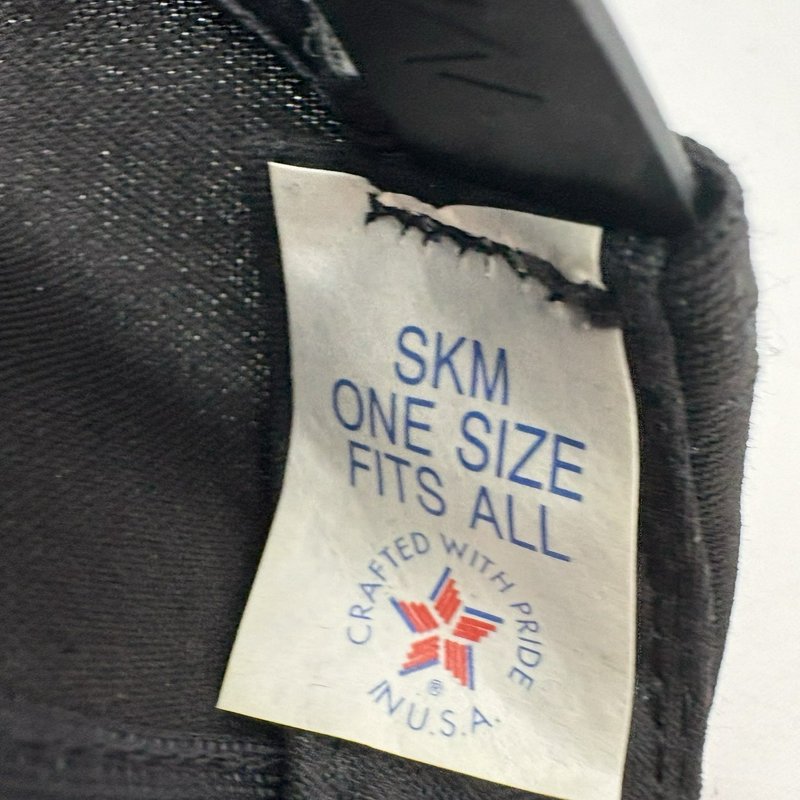 SKM
ONE SIZE
FITS ALL
CRAFTED WITH PRIDE
®
IN U.S.A.